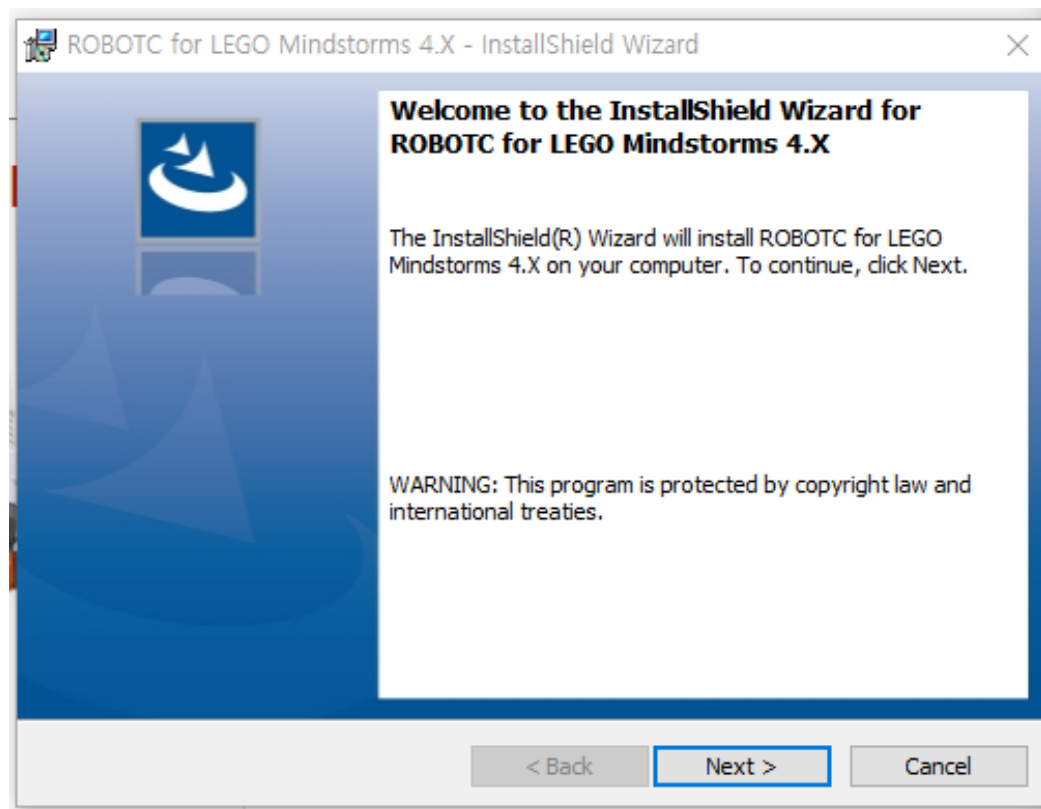 ROBOTC for LEGO Mindstorms 4.X - InstallShield Wizard
Welcome to the InstallShield Wizard for
ROBOTC for LEGO Mindstorms 4.X
The InstallShield(R) Wizard will install ROBOTC for LEGO
Mindstorms 4.X on your computer. To continue, click Next.
WARNING: This program is protected by copyright law and
international treaties.
< Back Next > Cancel